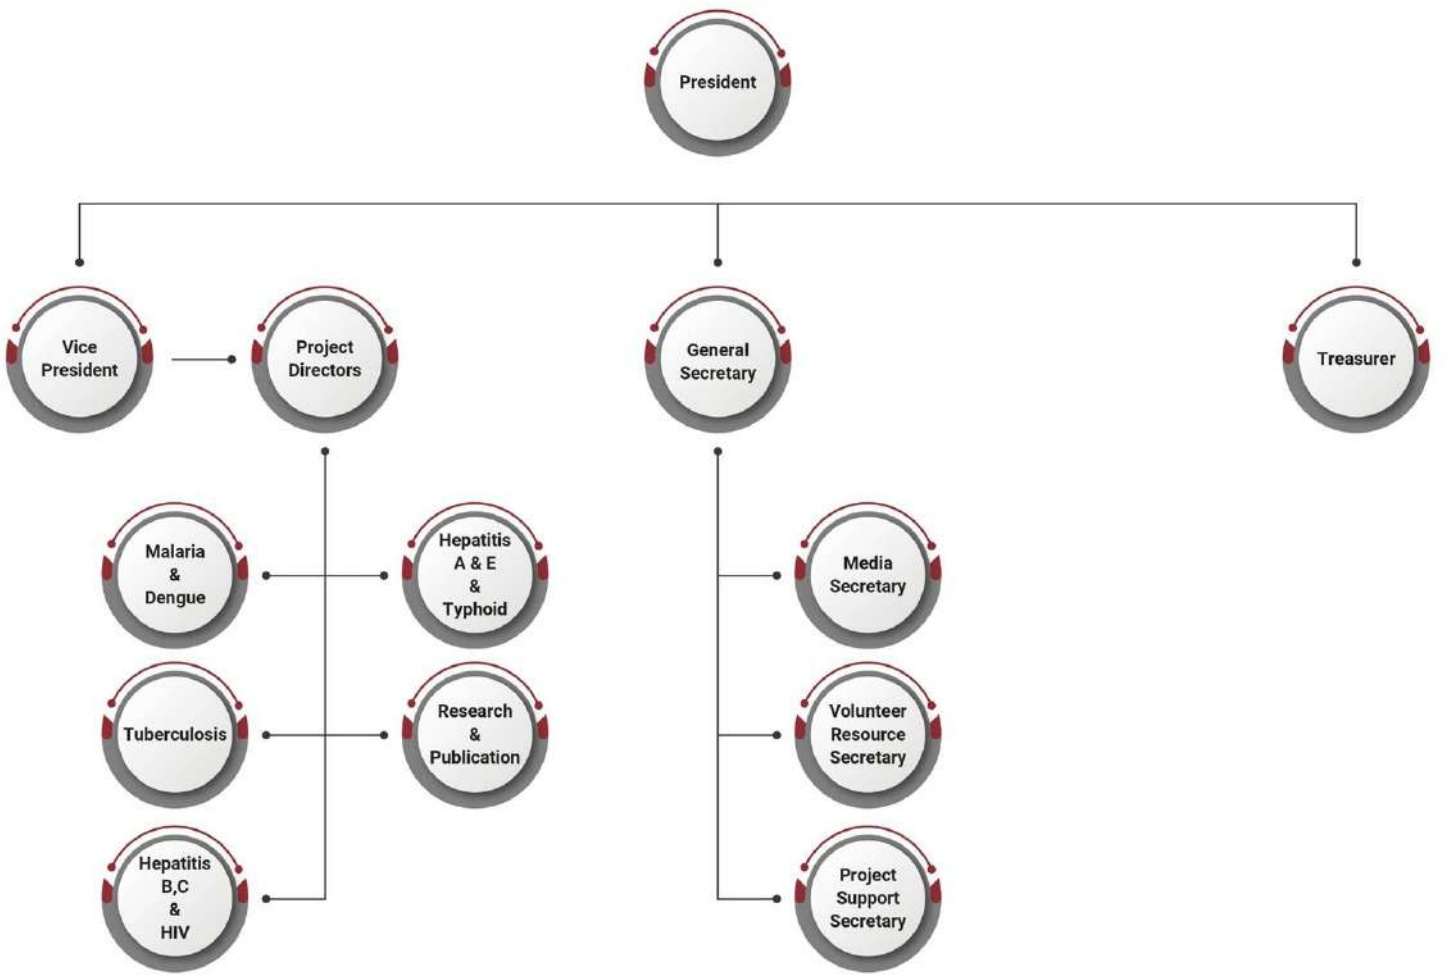 President
Vice
President
Project
Directors
General
Secretary
Treasurer
Malaria
&
Dengue
Hepatitis
A & E
&
Typhoid
Media
Secretary
Tuberculosis
Research
&
Publication
Volunteer
Resource
Secretary
Hepatitis
B,C
&
HIV
Project
Support
Secretary